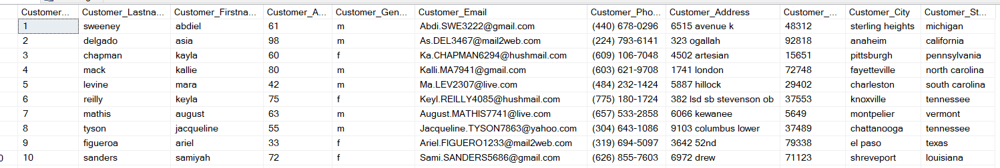 Customer... Customer_Lastna... Customer_Firstna... Customer_A... Customer_Gen... Customer_Email Customer_Pho... Customer_Address Customer_... Customer_City Customer_St...
1 sweeney abdiel 61 m Abdi.SWE3222@gmail.com (440) 678-0296 6515 avenue k 48312 sterling heights michigan
2 delgado asia 98 m As.DEL3467@mail2web.com (224) 793-6141 323 ogallah 92818 anaheim california
3 chapman kayla 60 f Ka.CHAPMAN6294@hushmail.com (609) 106-7048 4502 artesian 15651 pittsburgh pennsylvania
4 mack kallie 80 m Kalli.MA7941@gmail.com (603) 621-9708 1741 london 72748 fayetteville north carolina
5 levine mara 42 m Ma.LEV2307@live.com (484) 232-1424 5887 hillock 29402 charleston south carolina
6 reilly keyla 75 f Keyl.REILLY4085@hushmail.com (775) 180-1724 382 lsd sb stevenson ob 37553 knoxville tennessee
7 mathis august 63 m August.MATHIS7741@live.com (657) 533-2858 6066 kewanee 5649 montpelier vermont
8 tyson jacqueline 55 m Jacqueline.TYSON7863@yahoo.com (304) 643-1086 9103 columbus lower 37489 chattanooga tennessee
9 figueroa ariel 33 f Ariel.FIGUERO1233@mail2web.com (319) 694-5097 3642 52nd 79338 el paso texas
10 sanders samiyah 72 f Sami.SANDERS5686@gmail.com (626) 855-7603 6972 drew 71123 shreveport louisiana